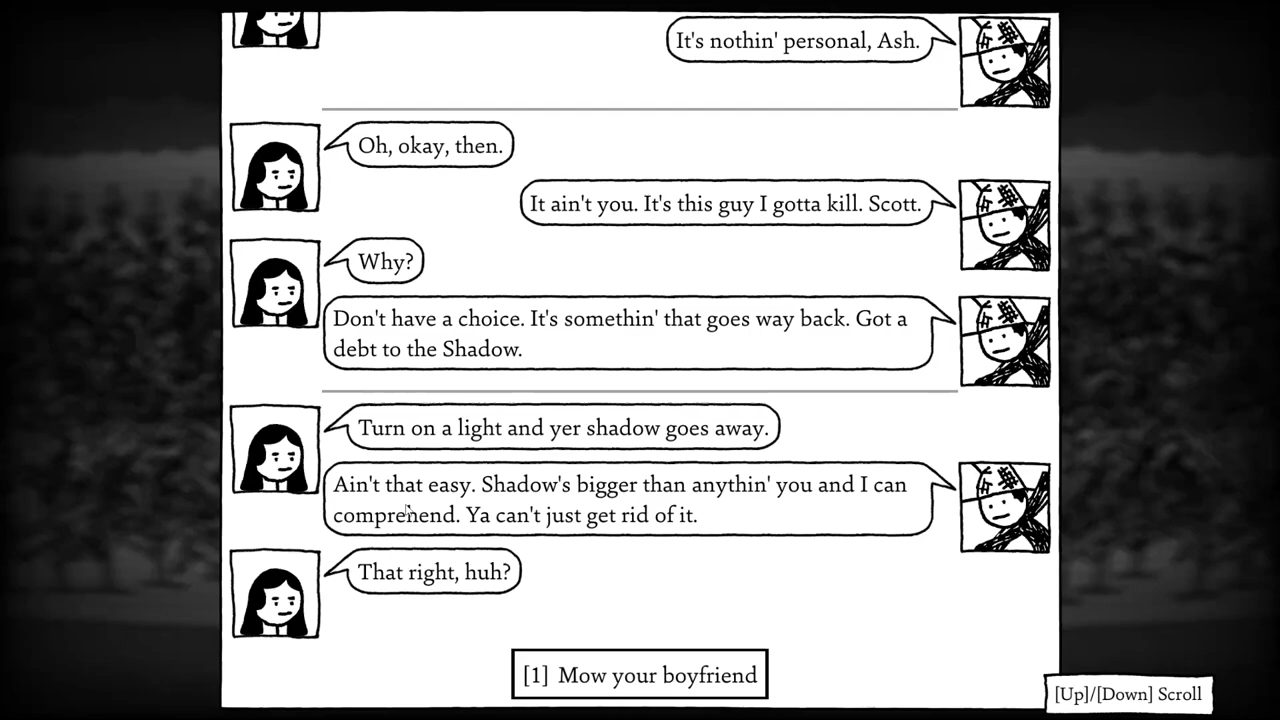 It's nothin' personal, Ash.
Oh, okay, then.
It ain't you. It's this guy I gotta kill. Scott.
Why?
Don't have a choice. It's somethin' that goes way back. Got a
debt to the Shadow.
Turn on a light and yer shadow goes away.
Ain't that easy. Shadow's bigger than anythin' you and I can
comprehend. Ya can't just get rid of it.
That right, huh?
[1] Mow your boyfriend
[Up]/[Down] Scroll